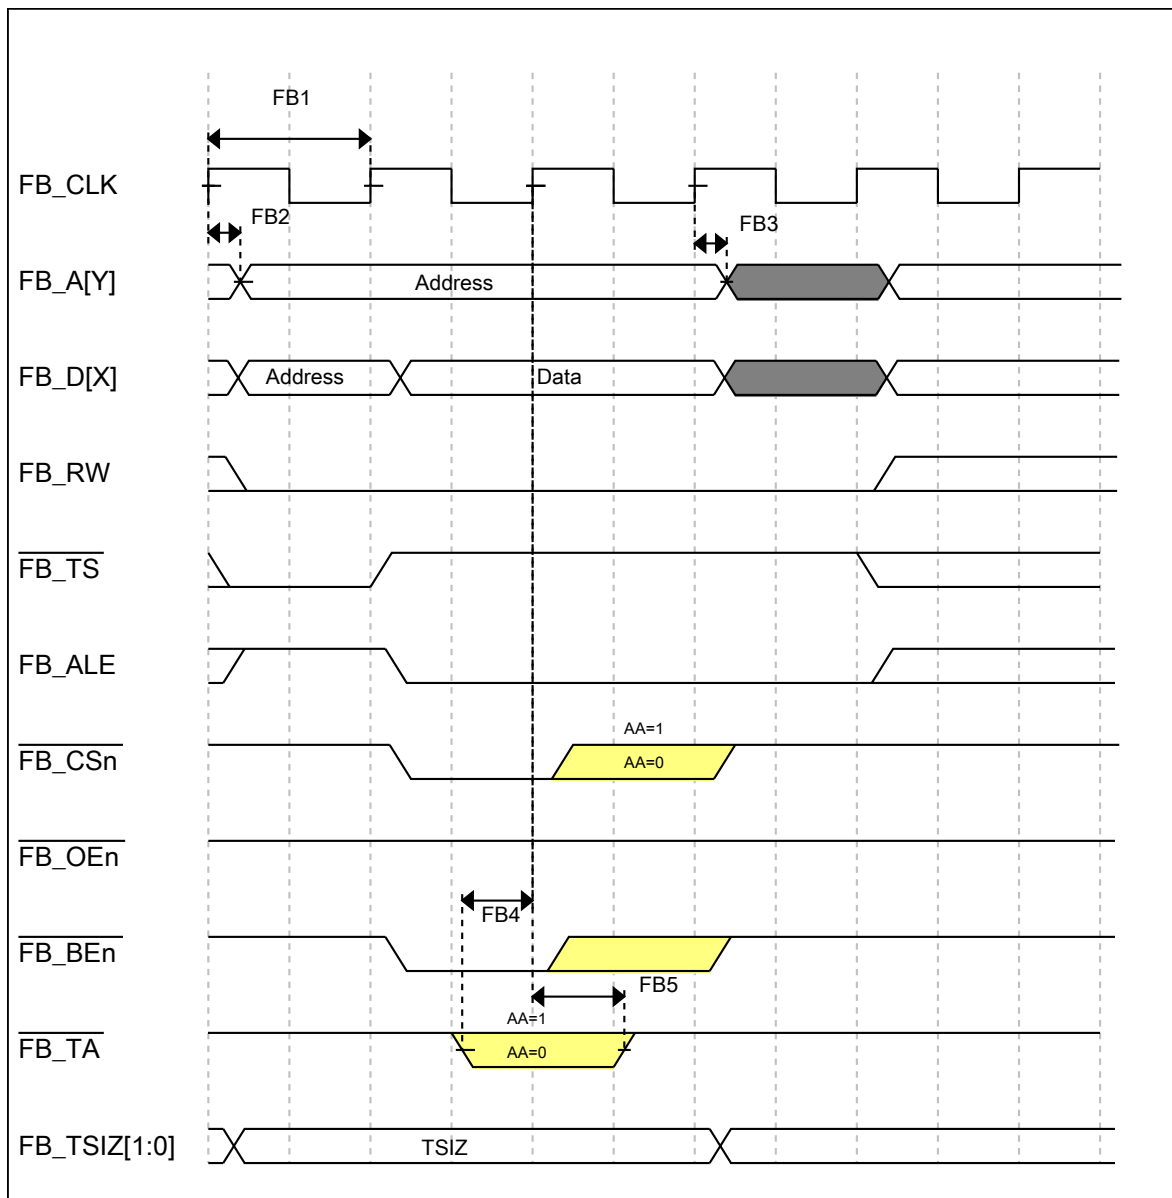 FB1
FB_CLK
FB2
FB3
FB_A[Y]
Address
FB_D[X]
Address
Data
FB_RW
FB_TS
FB_ALE
AA=1
FB_CSn
AA=0
FB_OEn
FB4
FB_BEn
FB5
AA=1
FB_TA
AA=0
FB_TSIZ[1:0]
TSIZ